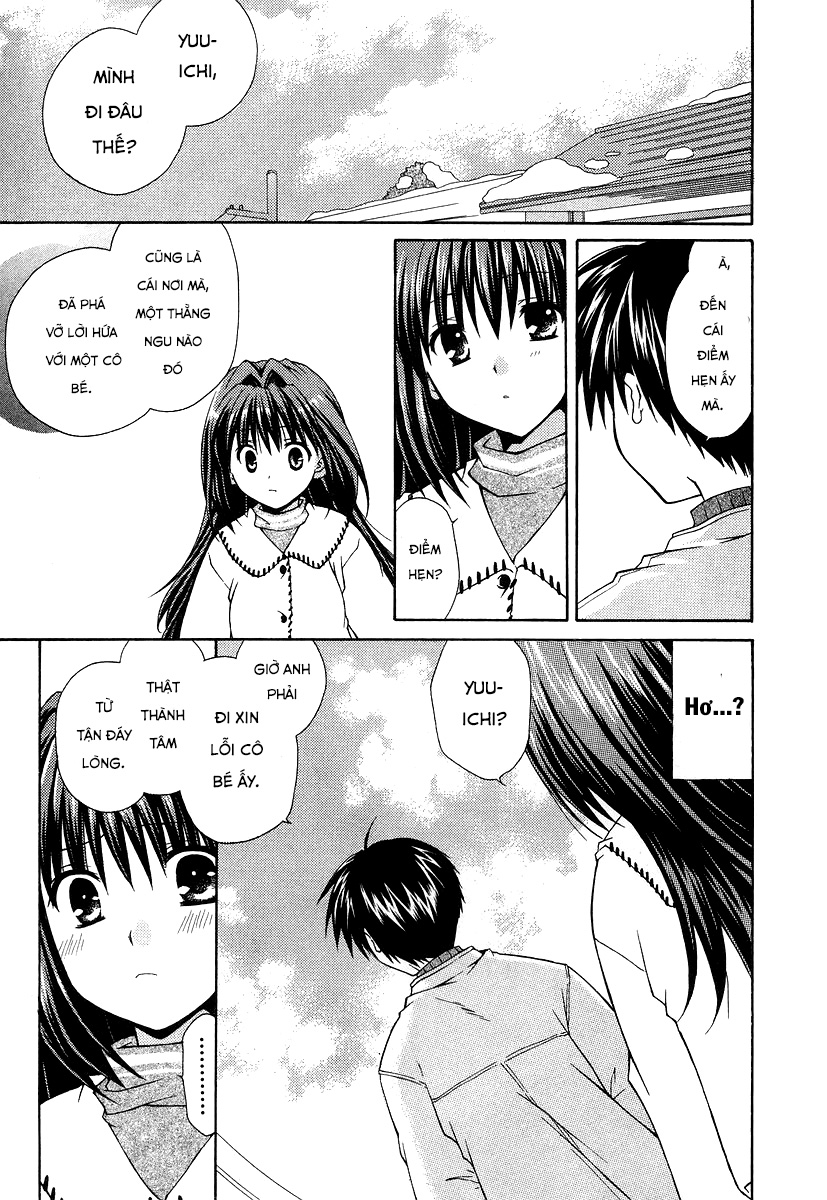 YUU-
ICHI,
MÌNH
ĐI ĐÂU
THẾ?
À,
ĐẾN
CÁI
ĐIỂM
HẸN ẤY
MÀ.
ĐIỂM
HẸN?
CŨNG LÀ
CÁI NƠI MÀ,
MỘT THẰNG
NGU NÀO
ĐÓ
ĐÃ PHÁ
VỠ LỜI HỨA
VỚI MỘT CÔ
BÉ.
Hơ...?
YUU-
ICHI?
GIỜ ANH
PHẢI
ĐI XIN
LỖI CÔ
BÉ ẤY.
THẬT
THÀNH
TÂM
TỪ
TẬN ĐÁY
LÒNG.
.........